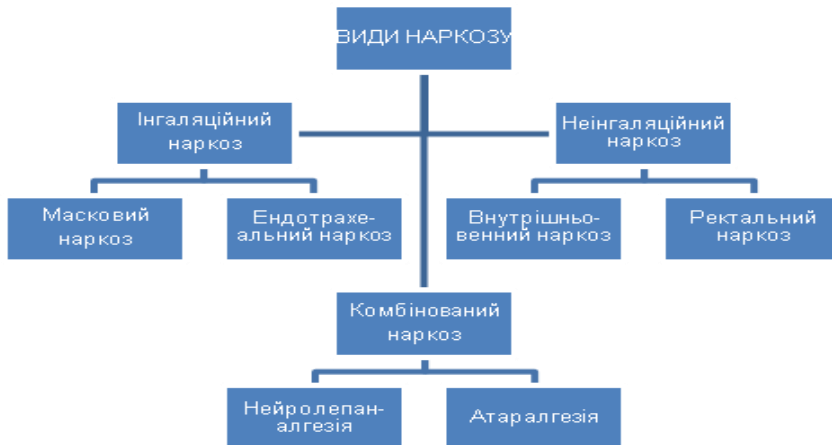 ВИДИ НАРКОЗУ
Інгаляційний
наркоз
Неінгаляційний
наркоз
Масковий
наркоз
Ендотрахе-
альний наркоз
Внутрішньо-
венний наркоз
Ректальний
наркоз
Комбінований
наркоз
Нейролепан-
алгезія
Атаралгезія